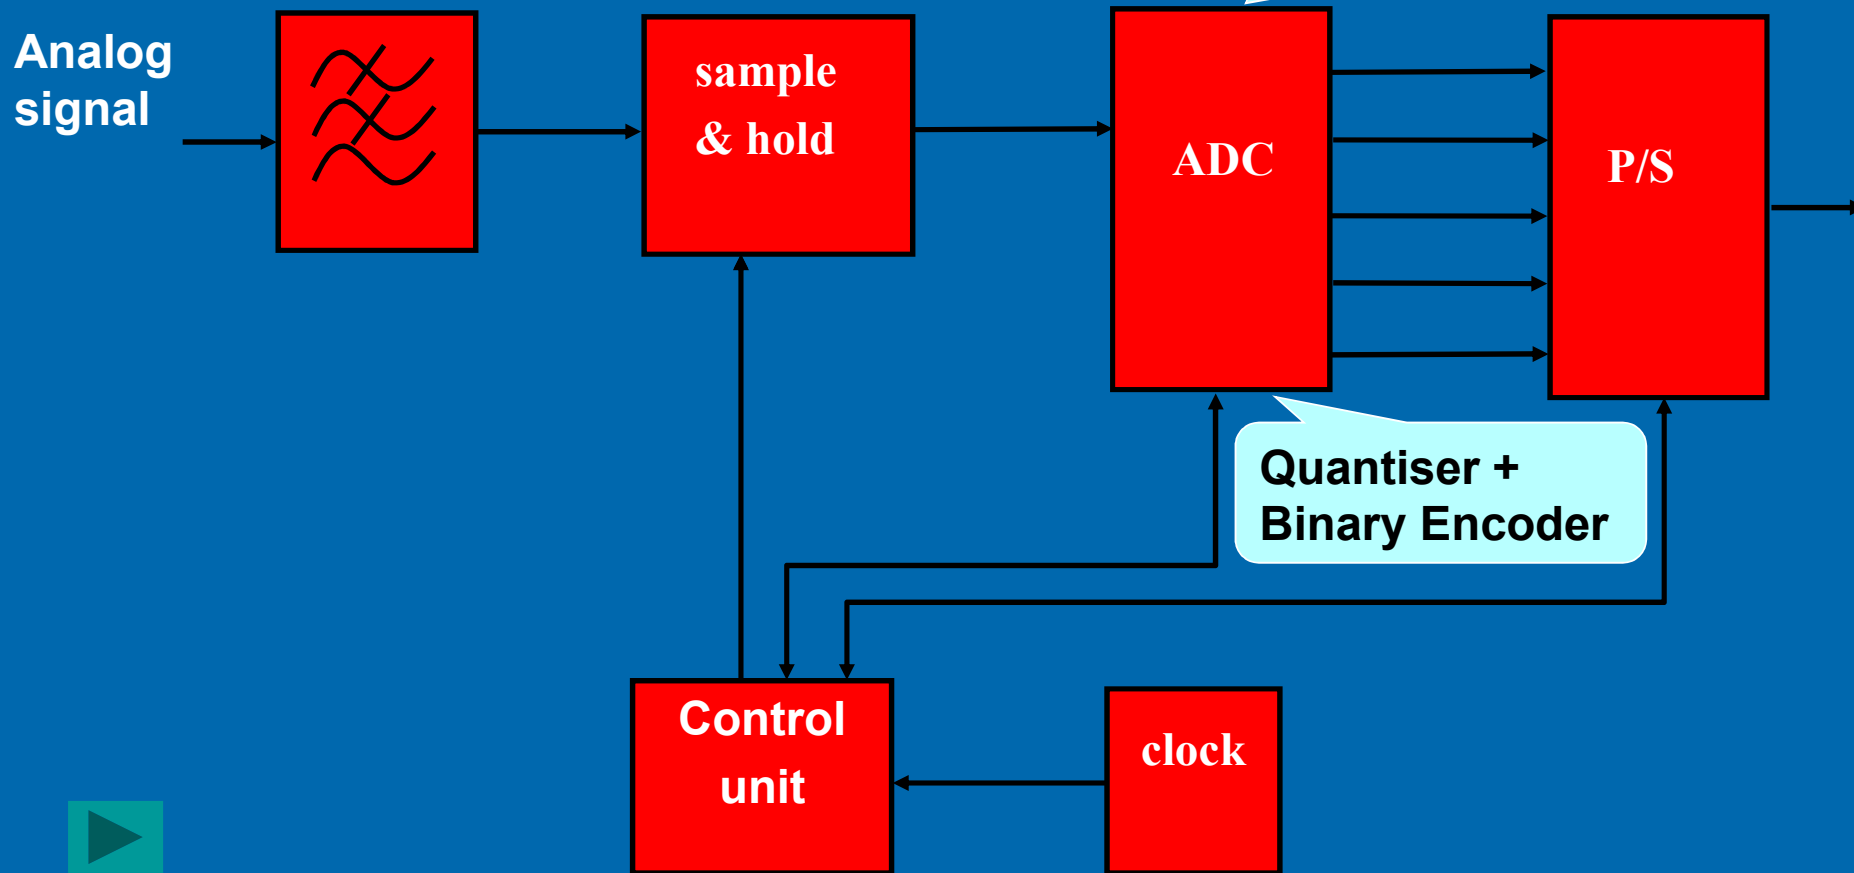 Analog
signal
sample
& hold
ADC
P/S
Quantiser +
Binary Encoder
Control
unit
clock